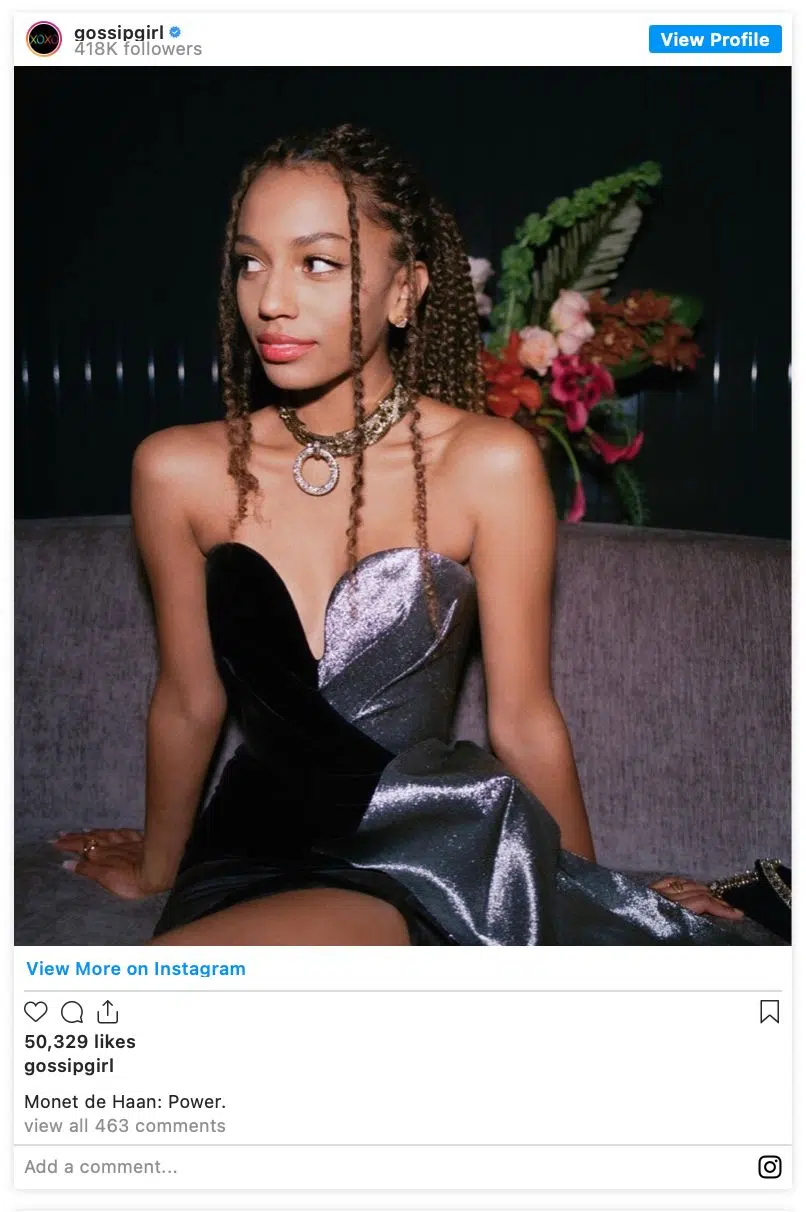 XOXO
gossipgirl
418K followers
View Profile
View More on Instagram
50,329 likes
gossipgirl
Monet de Haan: Power.
view all 463 comments
Add a comment...